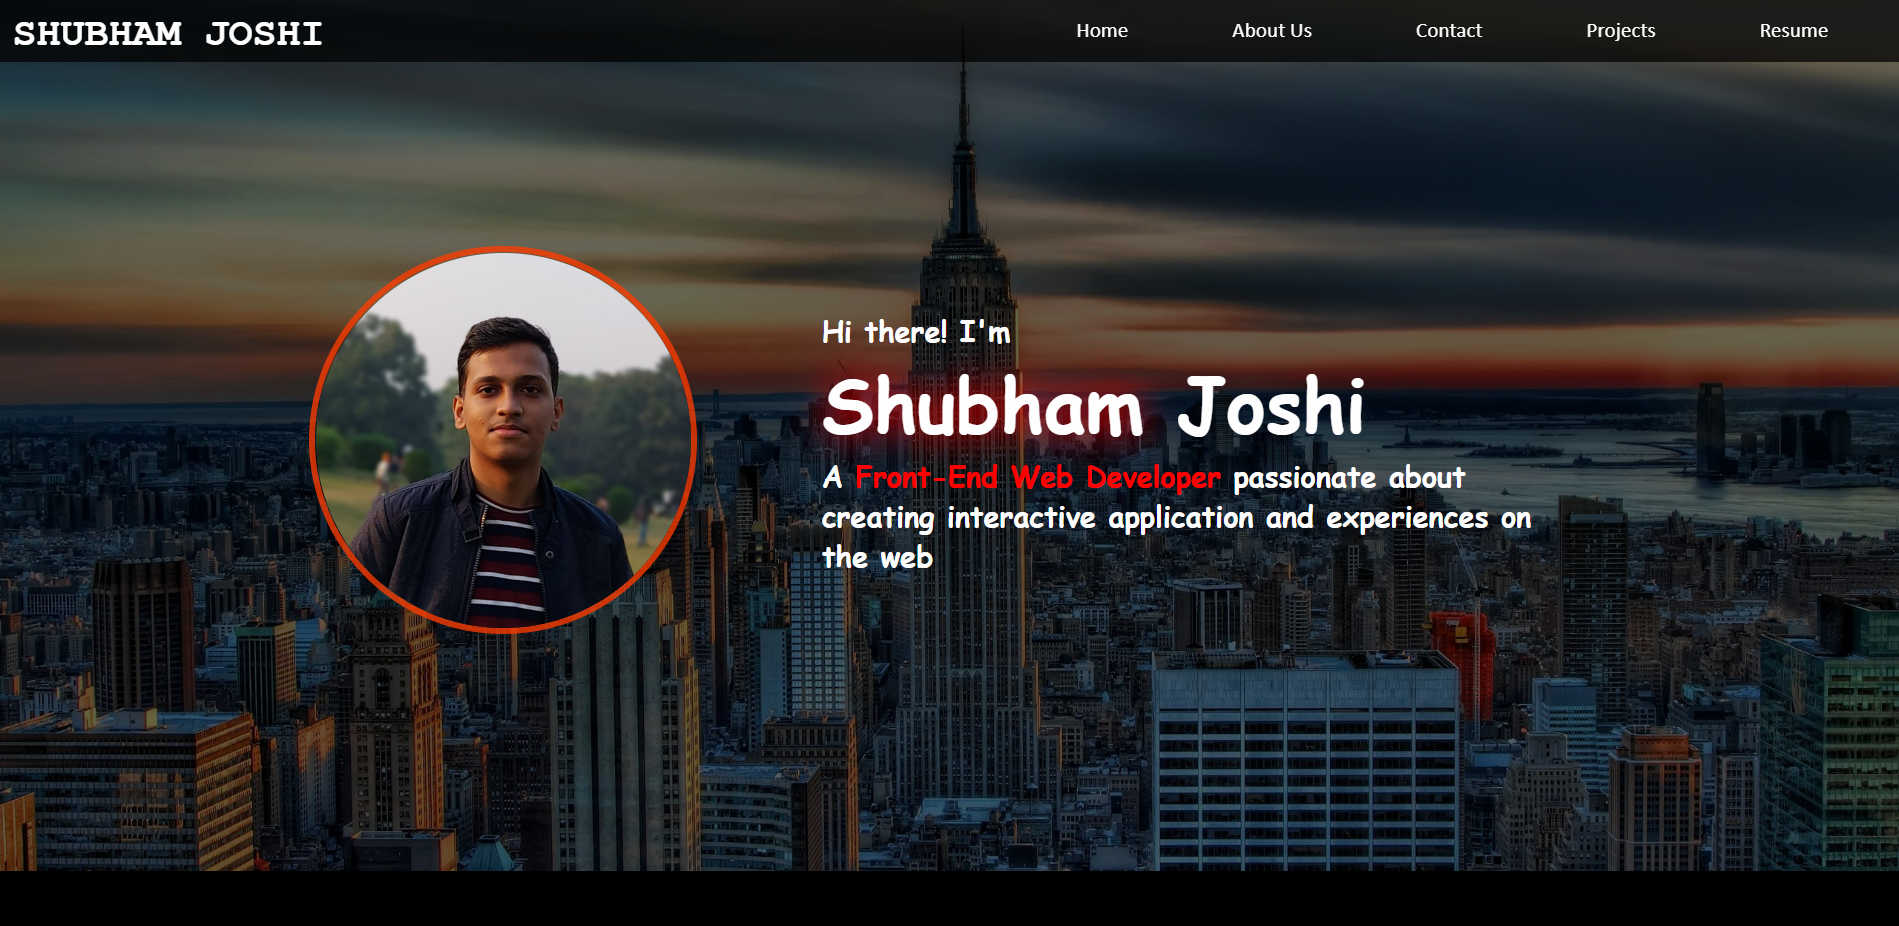 SHUBHAM JOSHI
Home About Us Contact Projects Resume
Hi there! I'm
Shubham Joshi
A Front-End Web Developer passionate about
creating interactive application and experiences on
the web